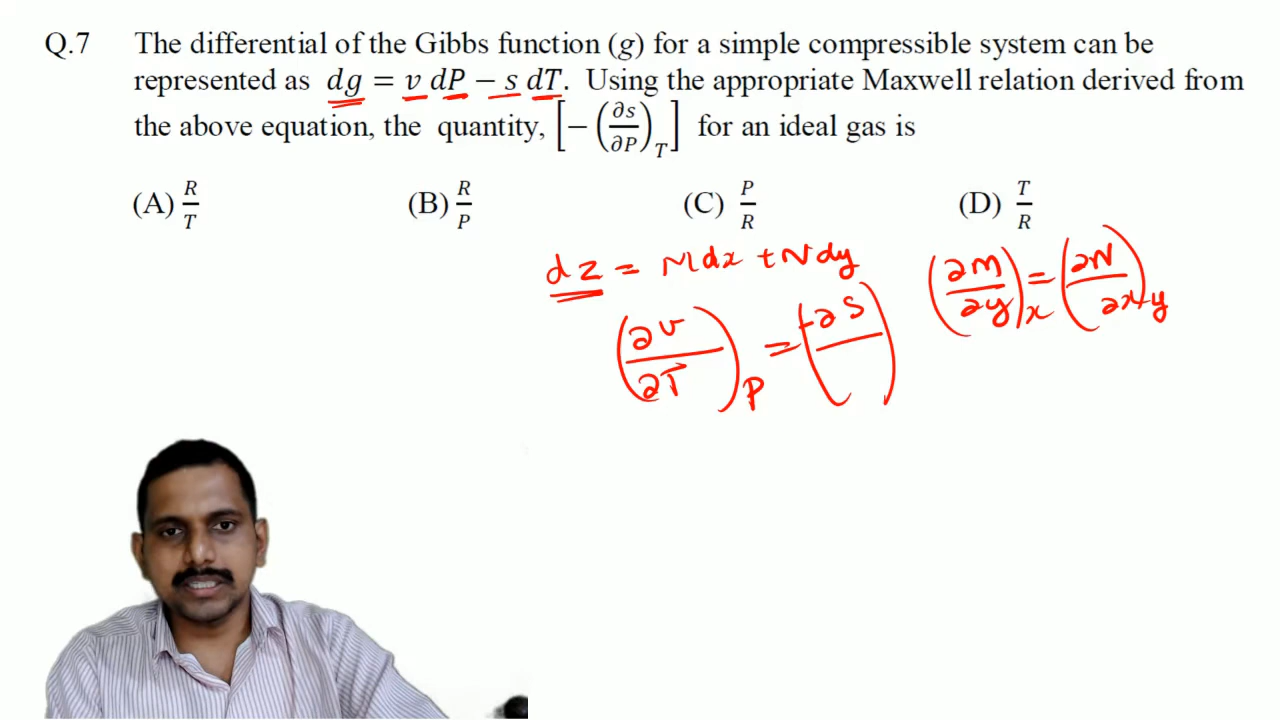 Q.7 The differential of the Gibbs function (g) for a simple compressible system can be
represented as dg = v dP − s dT. Using the appropriate Maxwell relation derived from
the above equation, the quantity, [−(∂s/∂P)_T] for an ideal gas is
(A) R/T (B) R/P (C) P/R (D) T/R
dz = Mdx + Ndy (∂M/∂y)_x = (∂N/∂x)_y
(∂v/∂T)_P = (-∂S/ )